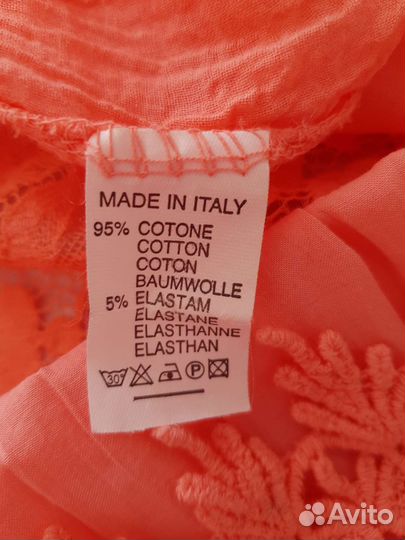 MADE IN ITALY
95% COTONE
COTTON
COTON
BAUMWOLLE
5% ELASTAM
ELASTANE
ELASTHANNE
ELASTHAN
30° P
Avito